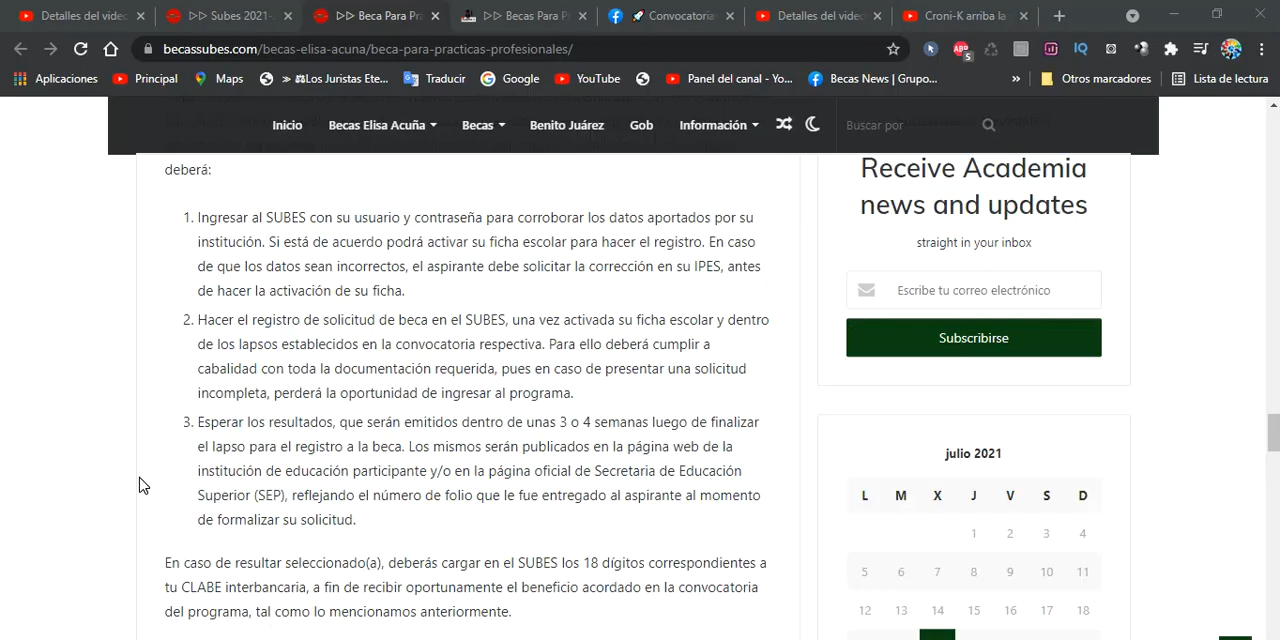 Detalles del videc
>> Subes 2021-
>> Beca Para Pra
>> Becas Para P
Convocatoria
Detalles del videc
Croni-K arriba la
becassubes.com/becas-elisa-acuna/beca-para-practicas-profesionales/
Aplicaciones
Principal
Maps
» ⚖Los Juristas Ete...
Traducir
Google
YouTube
Panel del canal - Yo...
Becas News | Grupo...
»
Otros marcadores
Lista de lectura
Inicio
Becas Elisa Acuña
Becas
Benito Juárez
Gob
Información
Buscar por
deberá:
1. Ingresar al SUBES con su usuario y contraseña para corroborar los datos aportados por su
institución. Si está de acuerdo podrá activar su ficha escolar para hacer el registro. En caso
de que los datos sean incorrectos, el aspirante debe solicitar la corrección en su IPES, antes
de hacer la activación de su ficha.
2. Hacer el registro de solicitud de beca en el SUBES, una vez activada su ficha escolar y dentro
de los lapsos establecidos en la convocatoria respectiva. Para ello deberá cumplir a
cabalidad con toda la documentación requerida, pues en caso de presentar una solicitud
incompleta, perderá la oportunidad de ingresar al programa.
3. Esperar los resultados, que serán emitidos dentro de unas 3 o 4 semanas luego de finalizar
el lapso para el registro a la beca. Los mismos serán publicados en la página web de la
institución de educación participante y/o en la página oficial de Secretaria de Educación
Superior (SEP), reflejando el número de folio que le fue entregado al aspirante al momento
de formalizar su solicitud.
En caso de resultar seleccionado(a), deberás cargar en el SUBES los 18 dígitos correspondientes a
tu CLABE interbancaria, a fin de recibir oportunamente el beneficio acordado en la convocatoria
del programa, tal como lo mencionamos anteriormente.
Receive Academia
news and updates
straight in your inbox
Escribe tu correo electrónico
Subscribirse
julio 2021
L M X J V S D
1 2 3 4
5 6 7 8 9 10 11
12 13 14 15 16 17 18